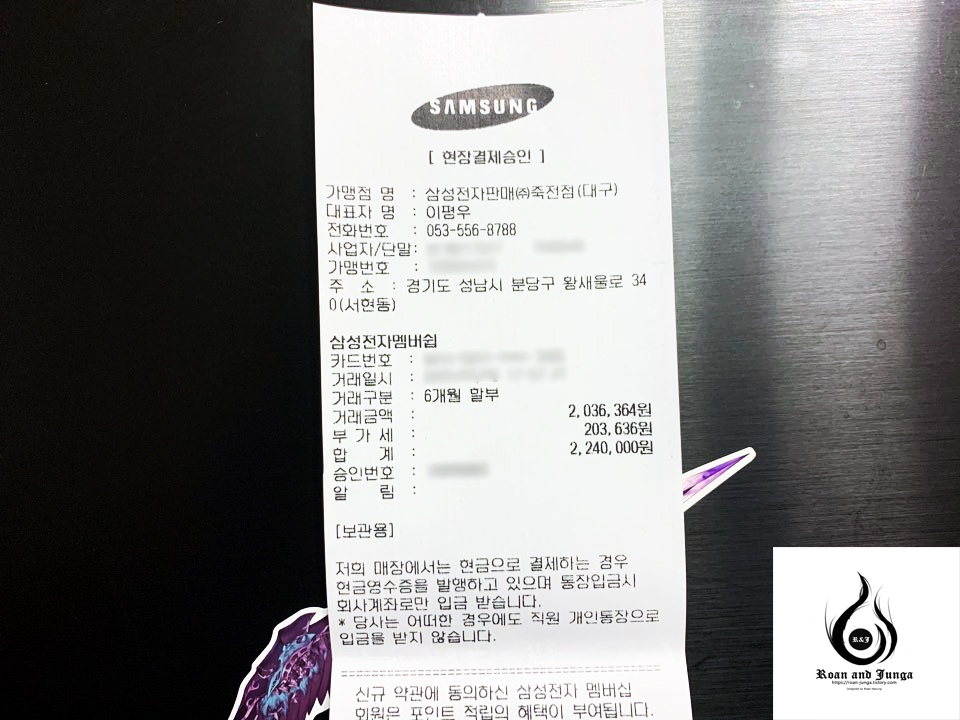 SAMSUNG
[ 현장결제승인 ]
가맹점 명 : 삼성전자판매㈜죽전점(대구)
대표자 명 : 이평우
전화번호 : 053-556-8788
사업자/단말:
가맹번호 :
주 소 : 경기도 성남시 분당구 황새울로 34
0(서현동)
삼성전자멤버쉽
카드번호 :
거래일시 :
거래구분 : 6개월 할부
거래금액 : 2,036,364원
부 가 세 : 203,636원
합 계 : 2,240,000원
승인번호 :
알 림 :
[보관용]
저희 매장에서는 현금으로 결제하는 경우
현금영수증을 발행하고 있으며 통장입금시
회사계좌로만 입금 받습니다.
* 당사는 어떠한 경우에도 직원 개인통장으로
입금을 받지 않습니다.
신규 약관에 동의하신 삼성전자 멤버십
회원은 포인트 적립의 혜택이 부여됩니다.
R&J
Roan and Junga
https://roan-junga.tistory.com